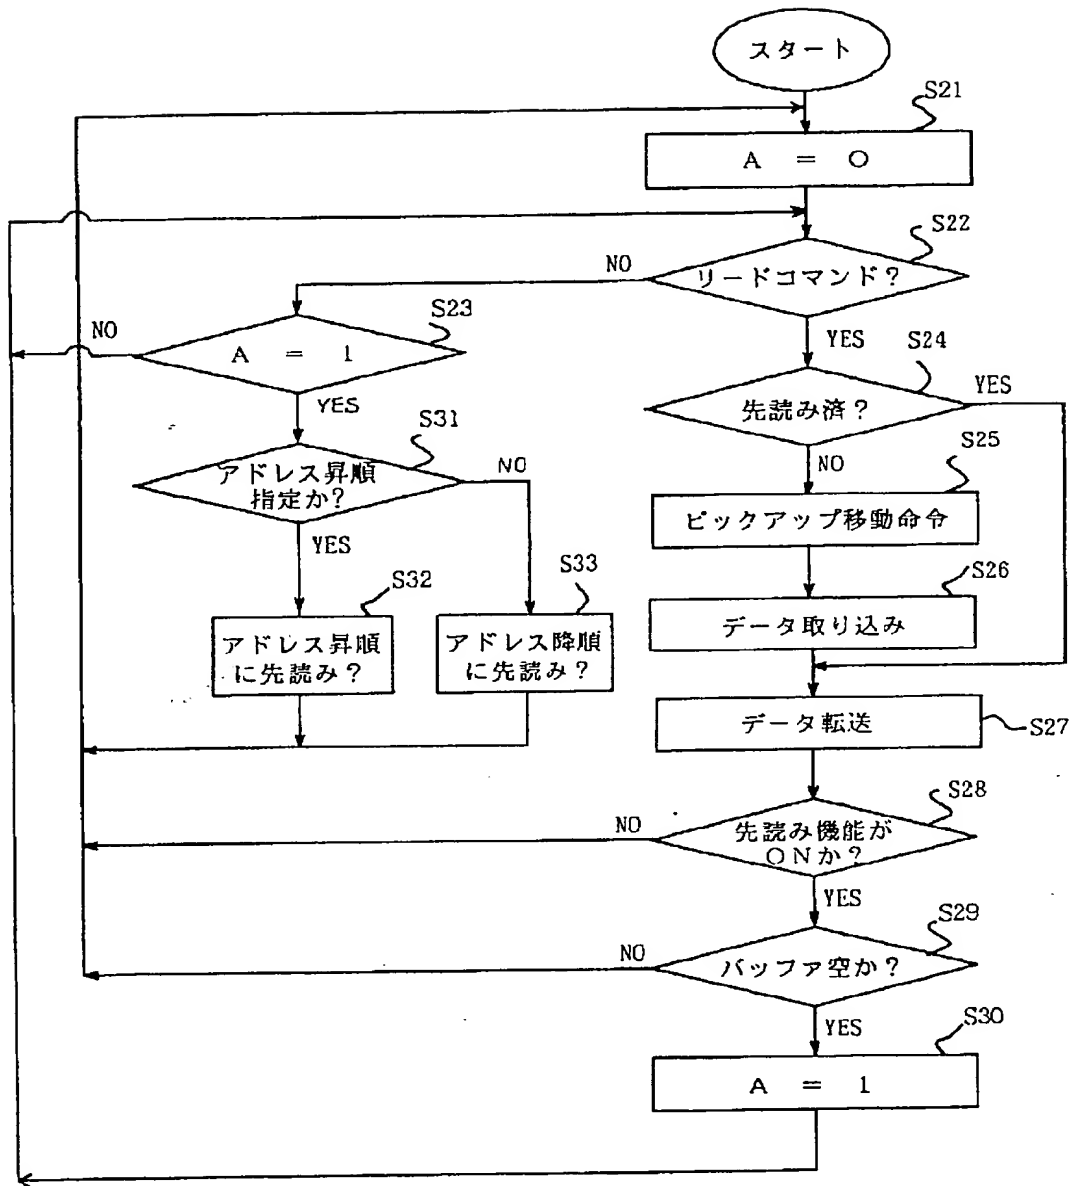 スタート
S21
A = 0
S22
リードコマンド?
NO
YES
S23
A = 1
NO
YES
S24
先読み済?
YES
NO
S25
ピックアップ移動命令
S26
データ取り込み
S31
アドレス昇順
指定か?
NO
YES
S32
アドレス昇順
に先読み?
S33
アドレス降順
に先読み?
データ転送
S27
S28
先読み機能が
ONか?
NO
YES
S29
バッファ空か?
NO
YES
S30
A = 1